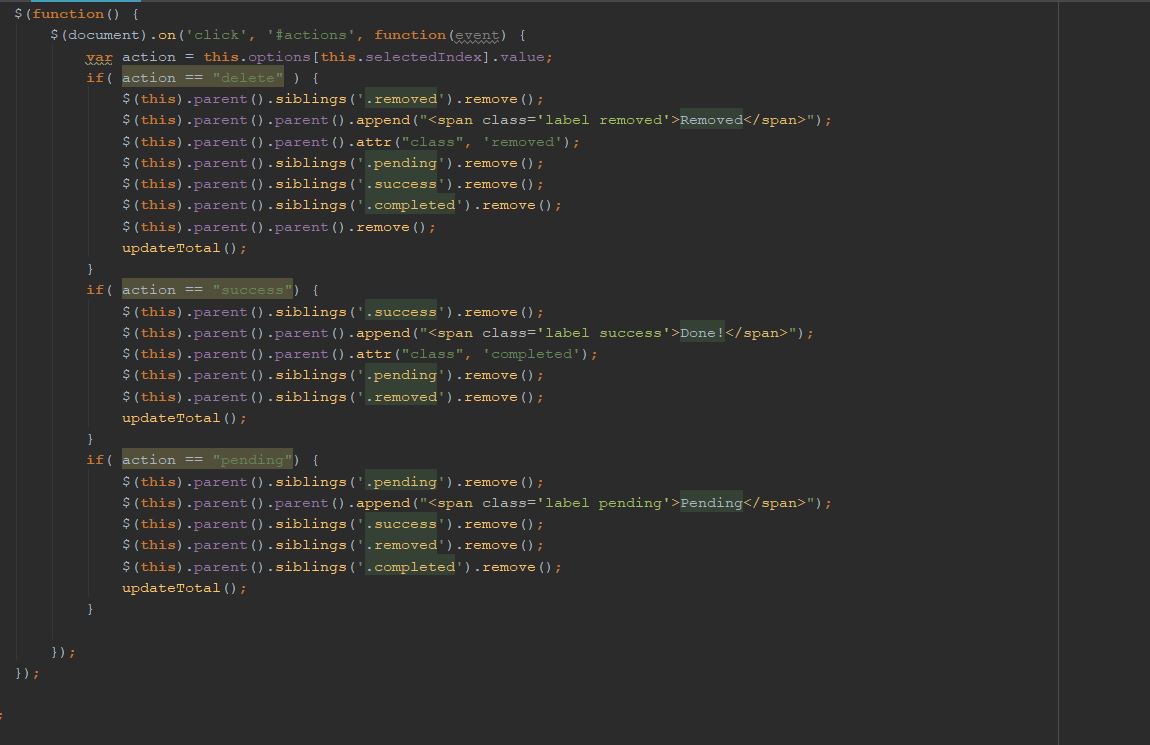 $(function() {
$(document).on('click', '#actions', function(event) {
var action = this.options[this.selectedIndex].value;
if( action == "delete" ) {
$(this).parent().siblings('.removed').remove();
$(this).parent().parent().append("<span class='label removed'>Removed</span>");
$(this).parent().parent().attr("class", 'removed');
$(this).parent().siblings('.pending').remove();
$(this).parent().siblings('.success').remove();
$(this).parent().siblings('.completed').remove();
$(this).parent().parent().remove();
updateTotal();
}
if( action == "success") {
$(this).parent().siblings('.success').remove();
$(this).parent().parent().append("<span class='label success'>Done!</span>");
$(this).parent().parent().attr("class", 'completed');
$(this).parent().siblings('.pending').remove();
$(this).parent().siblings('.removed').remove();
updateTotal();
}
if( action == "pending") {
$(this).parent().siblings('.pending').remove();
$(this).parent().parent().append("<span class='label pending'>Pending</span>");
$(this).parent().siblings('.success').remove();
$(this).parent().siblings('.removed').remove();
$(this).parent().siblings('.completed').remove();
updateTotal();
}
});
});
;